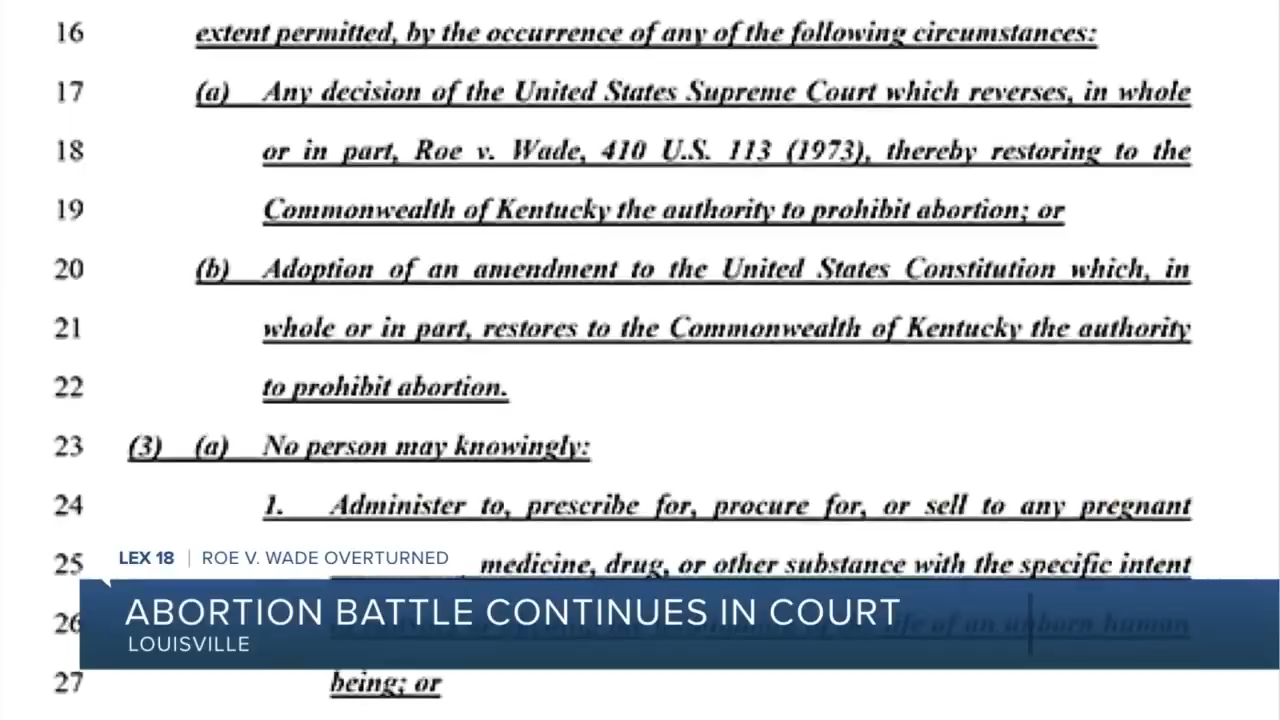 16 extent permitted, by the occurrence of any of the following circumstances:
17 (a) Any decision of the United States Supreme Court which reverses, in whole
18 or in part, Roe v. Wade, 410 U.S. 113 (1973), thereby restoring to the
19 Commonwealth of Kentucky the authority to prohibit abortion; or
20 (b) Adoption of an amendment to the United States Constitution which, in
21 whole or in part, restores to the Commonwealth of Kentucky the authority
22 to prohibit abortion.
23 (3) (a) No person may knowingly:
24 1. Administer to, prescribe for, procure for, or sell to any pregnant
25 medicine, drug, or other substance with the specific intent
LEX 18 | ROE V. WADE OVERTURNED
26 life of an unborn human
ABORTION BATTLE CONTINUES IN COURT
LOUISVILLE
27 being; or